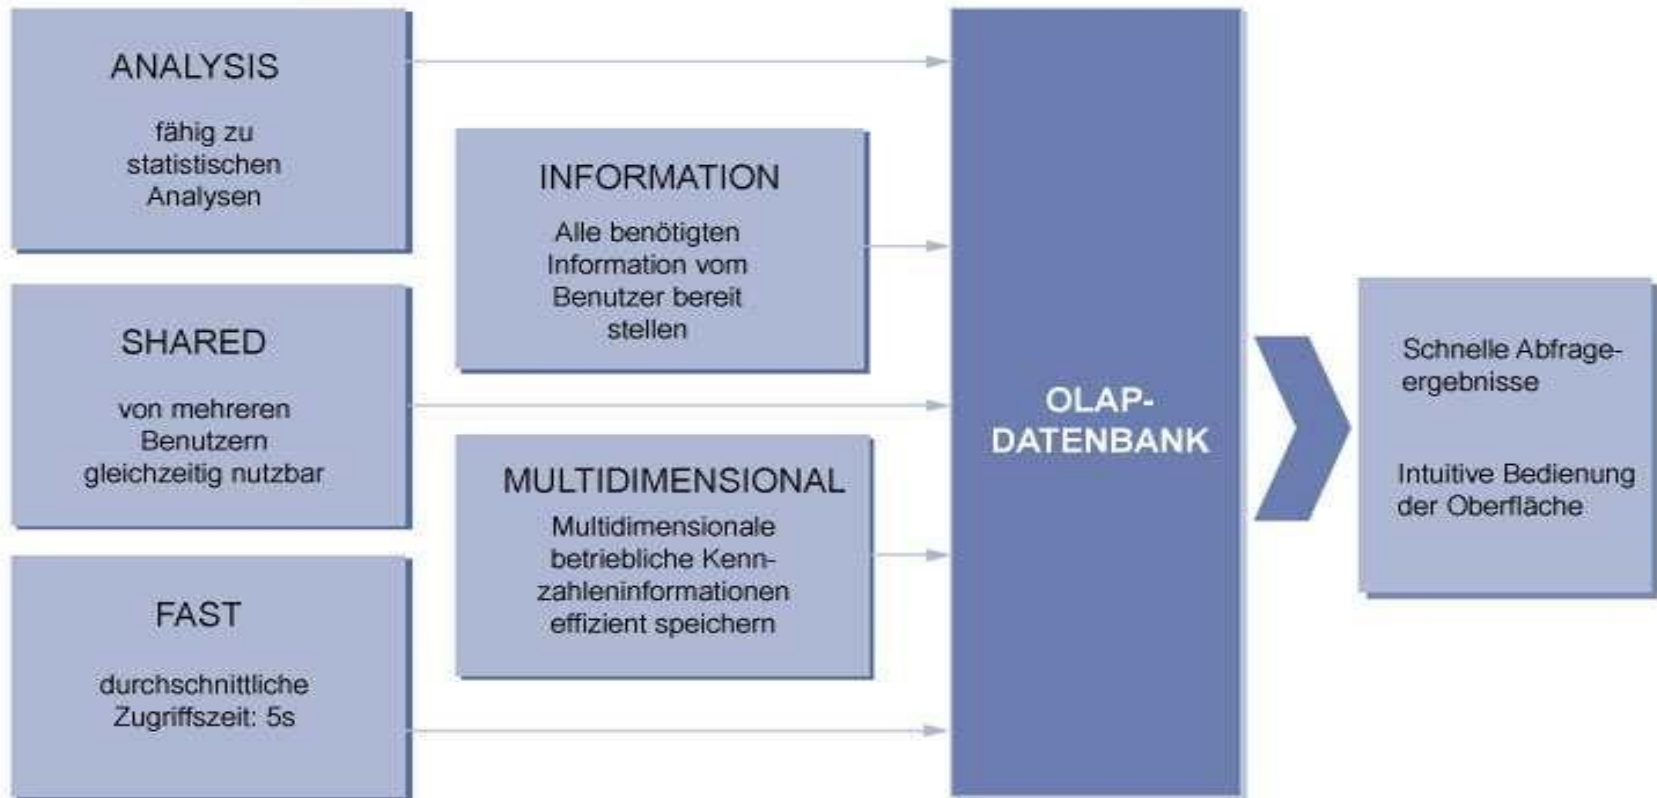 ANALYSIS
fähig zu
statistischen
Analysen
INFORMATION
Alle benötigten
Information vom
Benutzer bereit
stellen
SHARED
von mehreren
Benutzern
gleichzeitig nutzbar
MULTIDIMENSIONAL
Multidimensionale
betriebliche Kenn-
zahleninformationen
effizient speichern
FAST
durchschnittliche
Zugriffszeit: 5s
OLAP-
DATENBANK
Schnelle Abfrage-
ergebnisse
Intuitive Bedienung
der Oberfläche